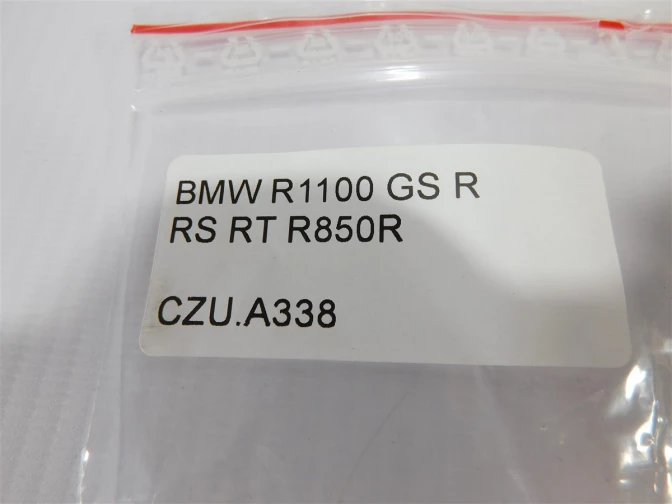 BMW R1100 GS R
RS RT R850R
CZU.A338